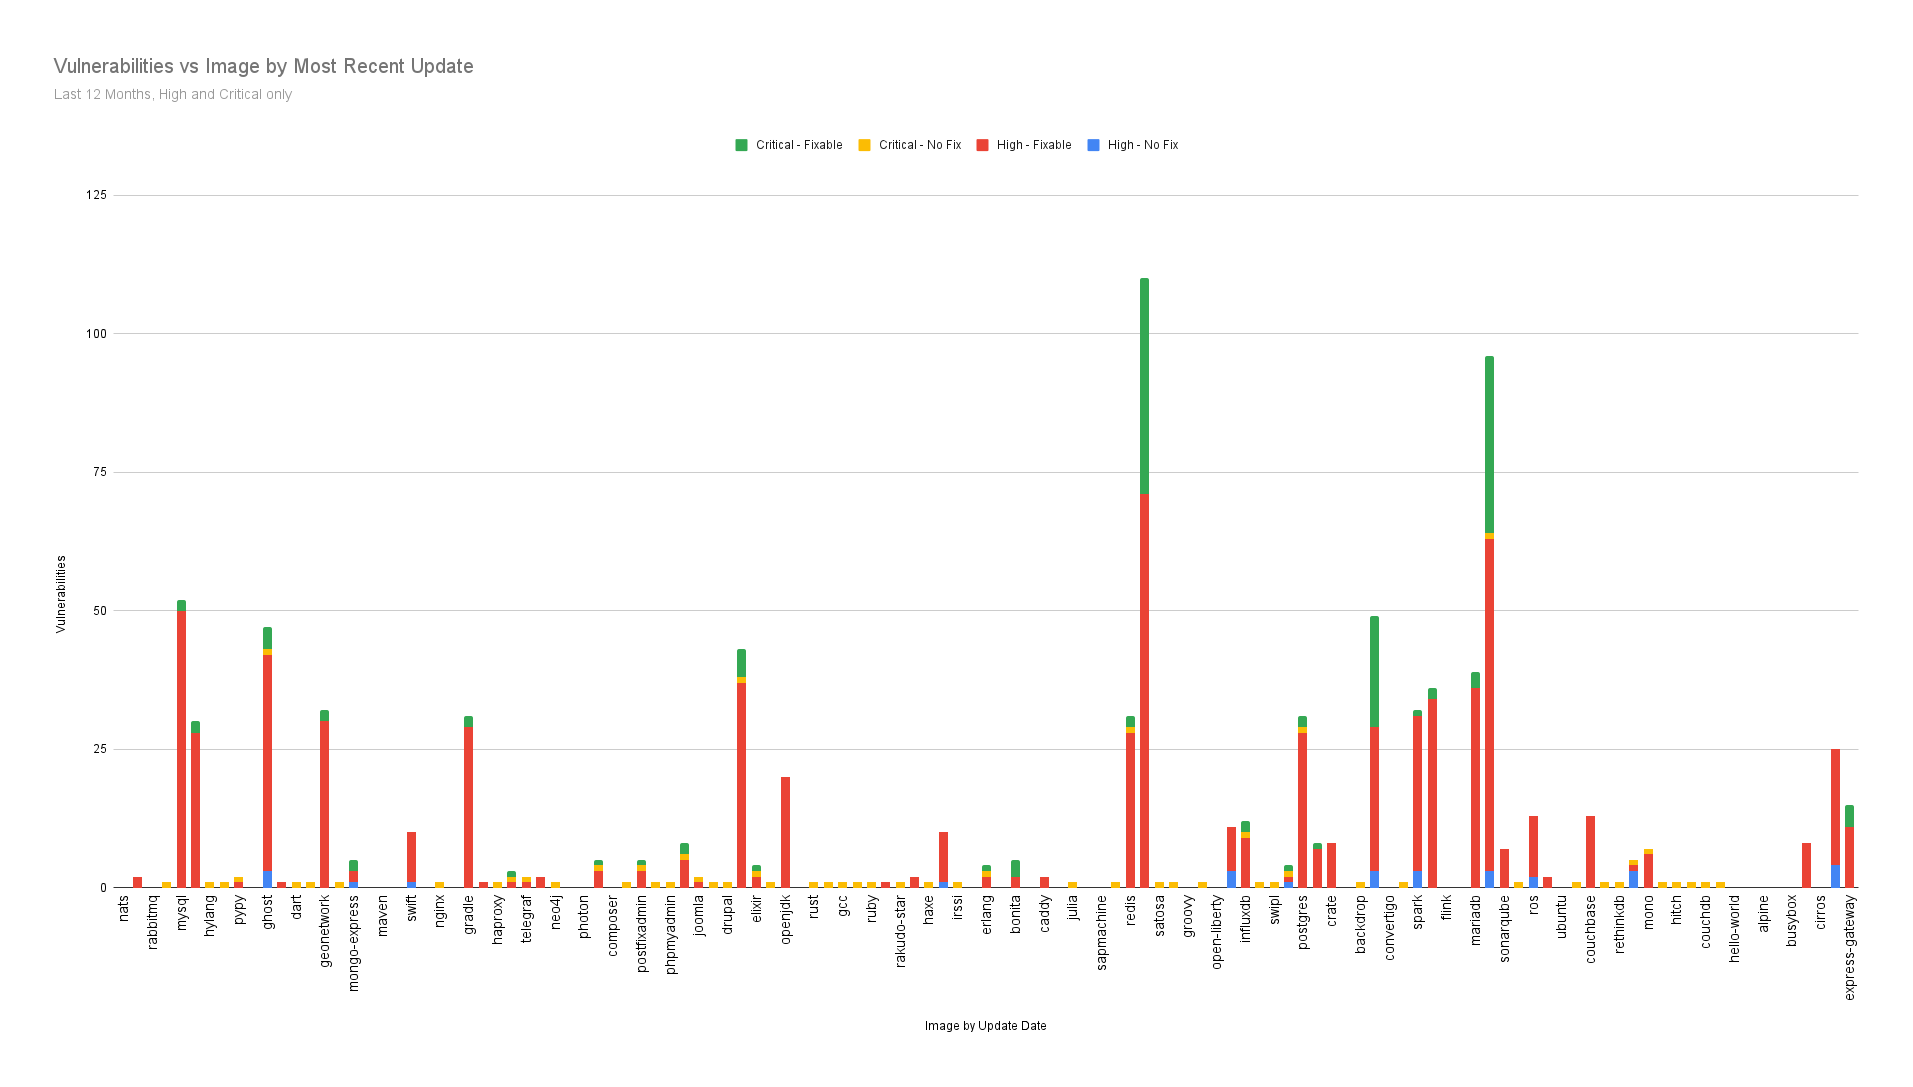 Vulnerabilities vs Image by Most Recent Update
Last 12 Months, High and Critical only
Critical - Fixable
Critical - No Fix
High - Fixable
High - No Fix
125
100
75
50
25
0
Vulnerabilities
nats
rabbitmq
mysql
hylang
pypy
ghost
dart
geonetwork
mongo-express
maven
swift
nginx
gradle
haproxy
telegraf
neo4j
photon
composer
postfixadmin
phpmyadmin
joomla
drupal
elixir
openjdk
rust
gcc
ruby
rakudo-star
haxe
irssi
erlang
bonita
caddy
julia
sapmachine
redis
satosa
groovy
open-liberty
influxdb
swipl
postgres
crate
backdrop
convertigo
spark
flink
mariadb
sonarqube
ros
ubuntu
couchbase
rethinkdb
mono
hitch
couchdb
hello-world
alpine
busybox
cirros
express-gateway
Image by Update Date